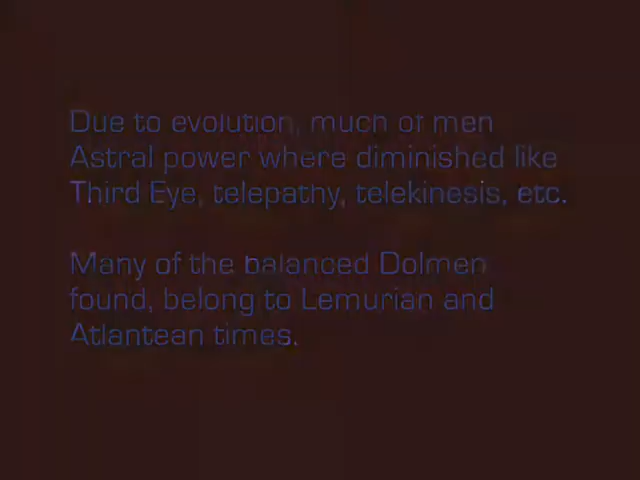 Due to evolution, much of men
Astral power where diminished like
Third Eye, telepathy, telekinesis, etc.
Many of the balanced Dolmen
found, belong to Lemurian and
Atlantean times.